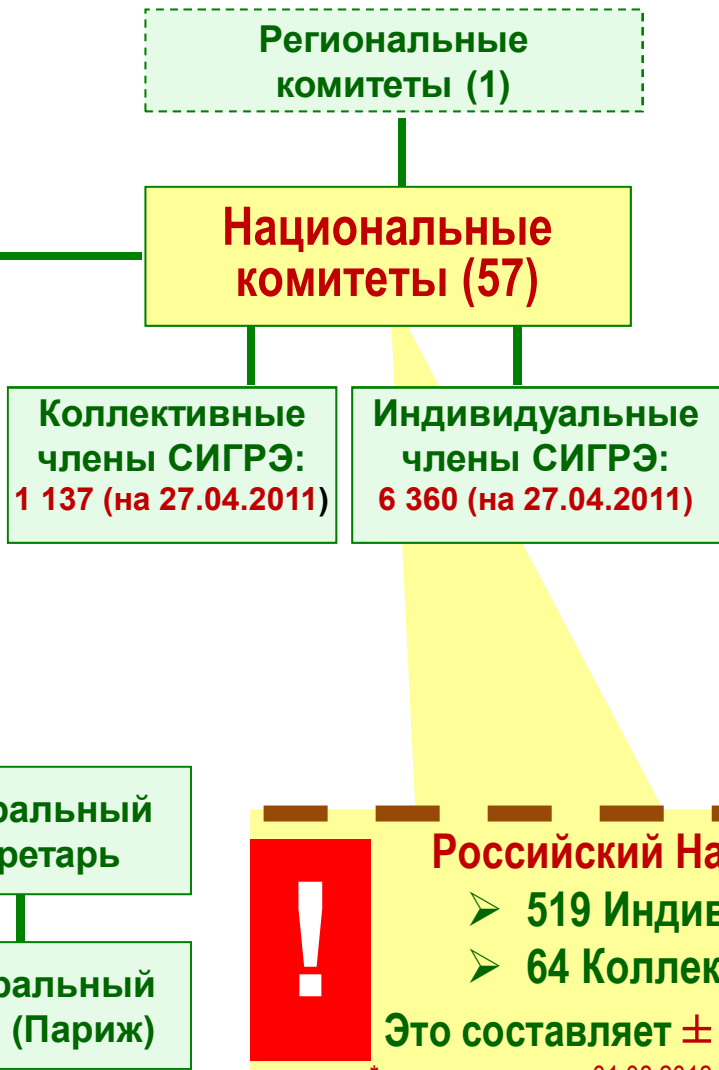 Региональные
комитеты (1)
Национальные
комитеты (57)
Коллективные
члены СИГРЭ:
1 137 (на 27.04.2011)
Индивидуальные
члены СИГРЭ:
6 360 (на 27.04.2011)
ральный
ретарь
ральный
(Париж)
!
Российский На
➢ 519 Индив
➢ 64 Коллек
Это составляет ±